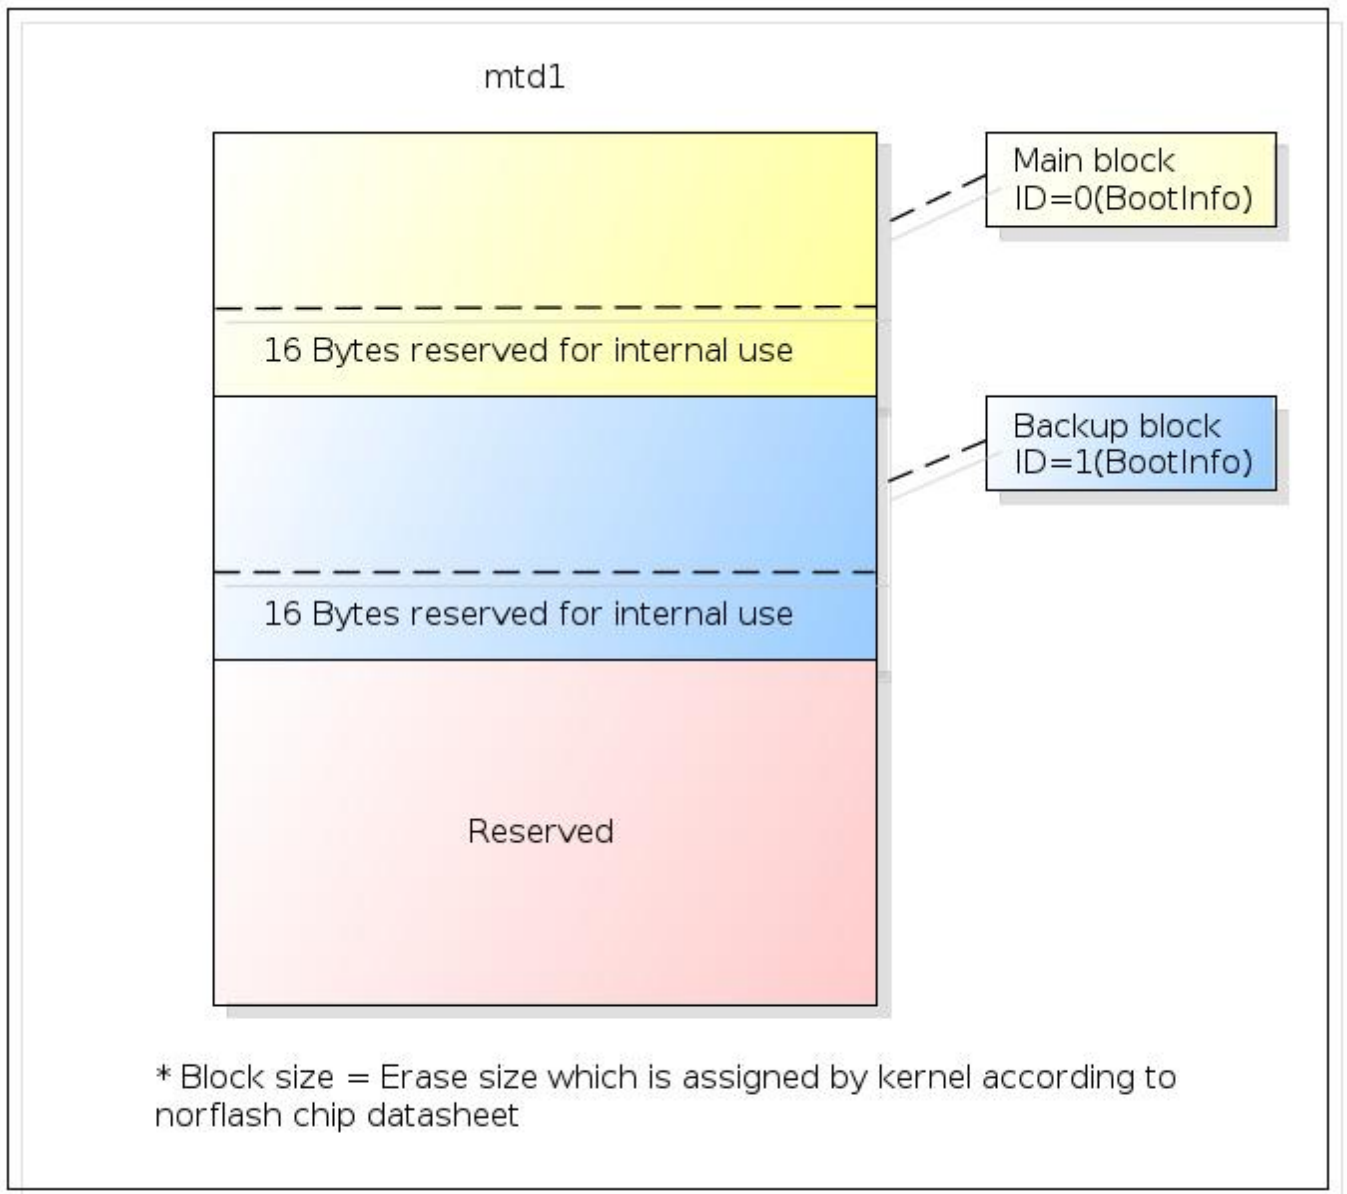 mtd1
Main block
ID=0(BootInfo)
16 Bytes reserved for internal use
Backup block
ID=1(BootInfo)
16 Bytes reserved for internal use
Reserved
* Block size = Erase size which is assigned by kernel according to
norflash chip datasheet